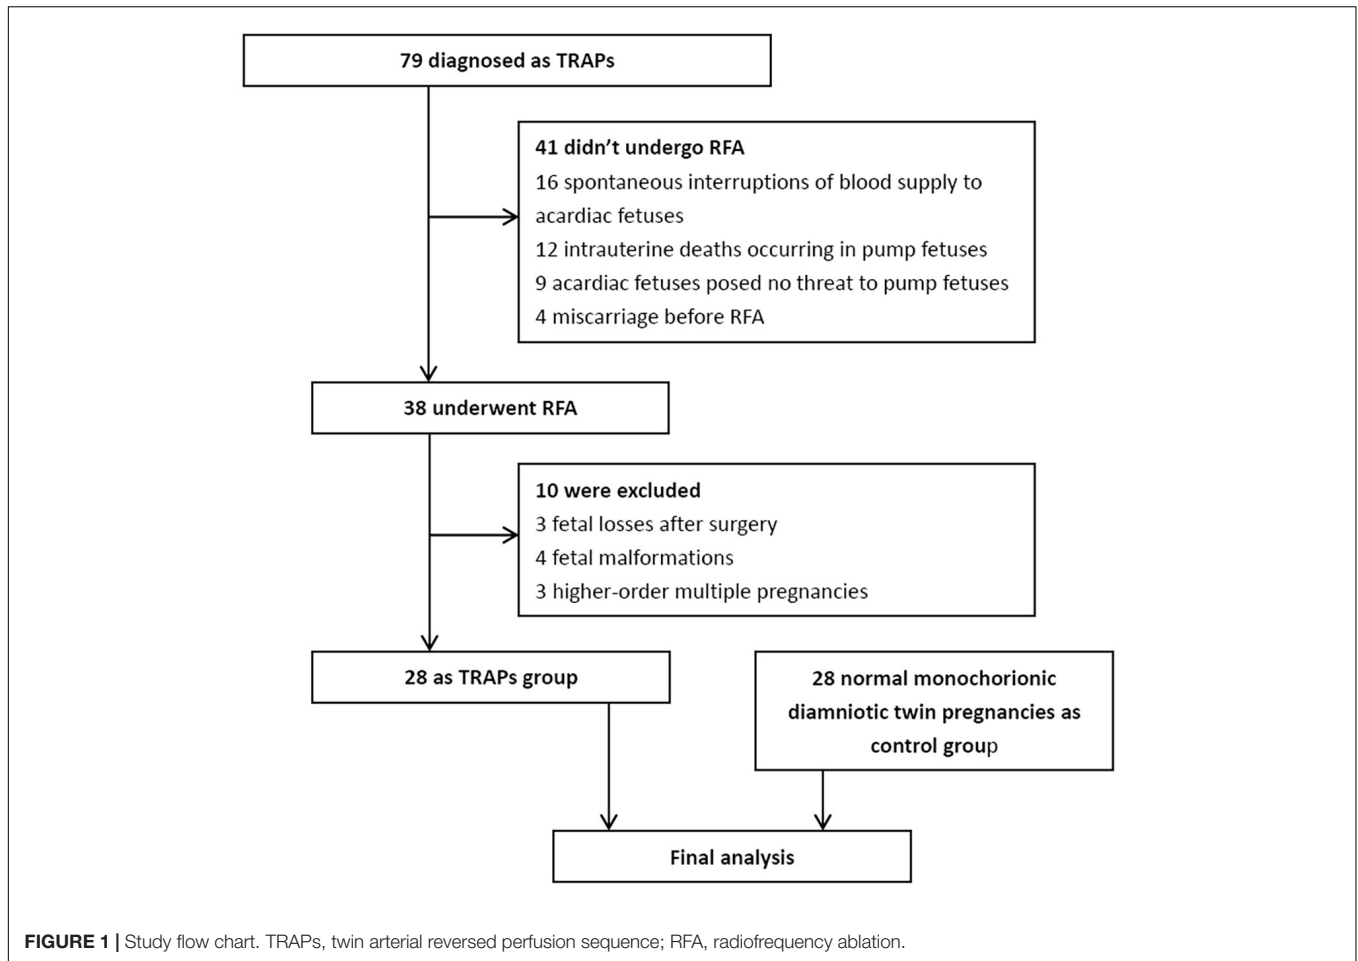 79 diagnosed as TRAPs
41 didn't undergo RFA
16 spontaneous interruptions of blood supply to
acardiac fetuses
12 intrauterine deaths occurring in pump fetuses
9 acardiac fetuses posed no threat to pump fetuses
4 miscarriage before RFA
38 underwent RFA
10 were excluded
3 fetal losses after surgery
4 fetal malformations
3 higher-order multiple pregnancies
28 as TRAPs group
28 normal monochorionic
diamniotic twin pregnancies as
control group
Final analysis
FIGURE 1 | Study flow chart. TRAPs, twin arterial reversed perfusion sequence; RFA, radiofrequency ablation.